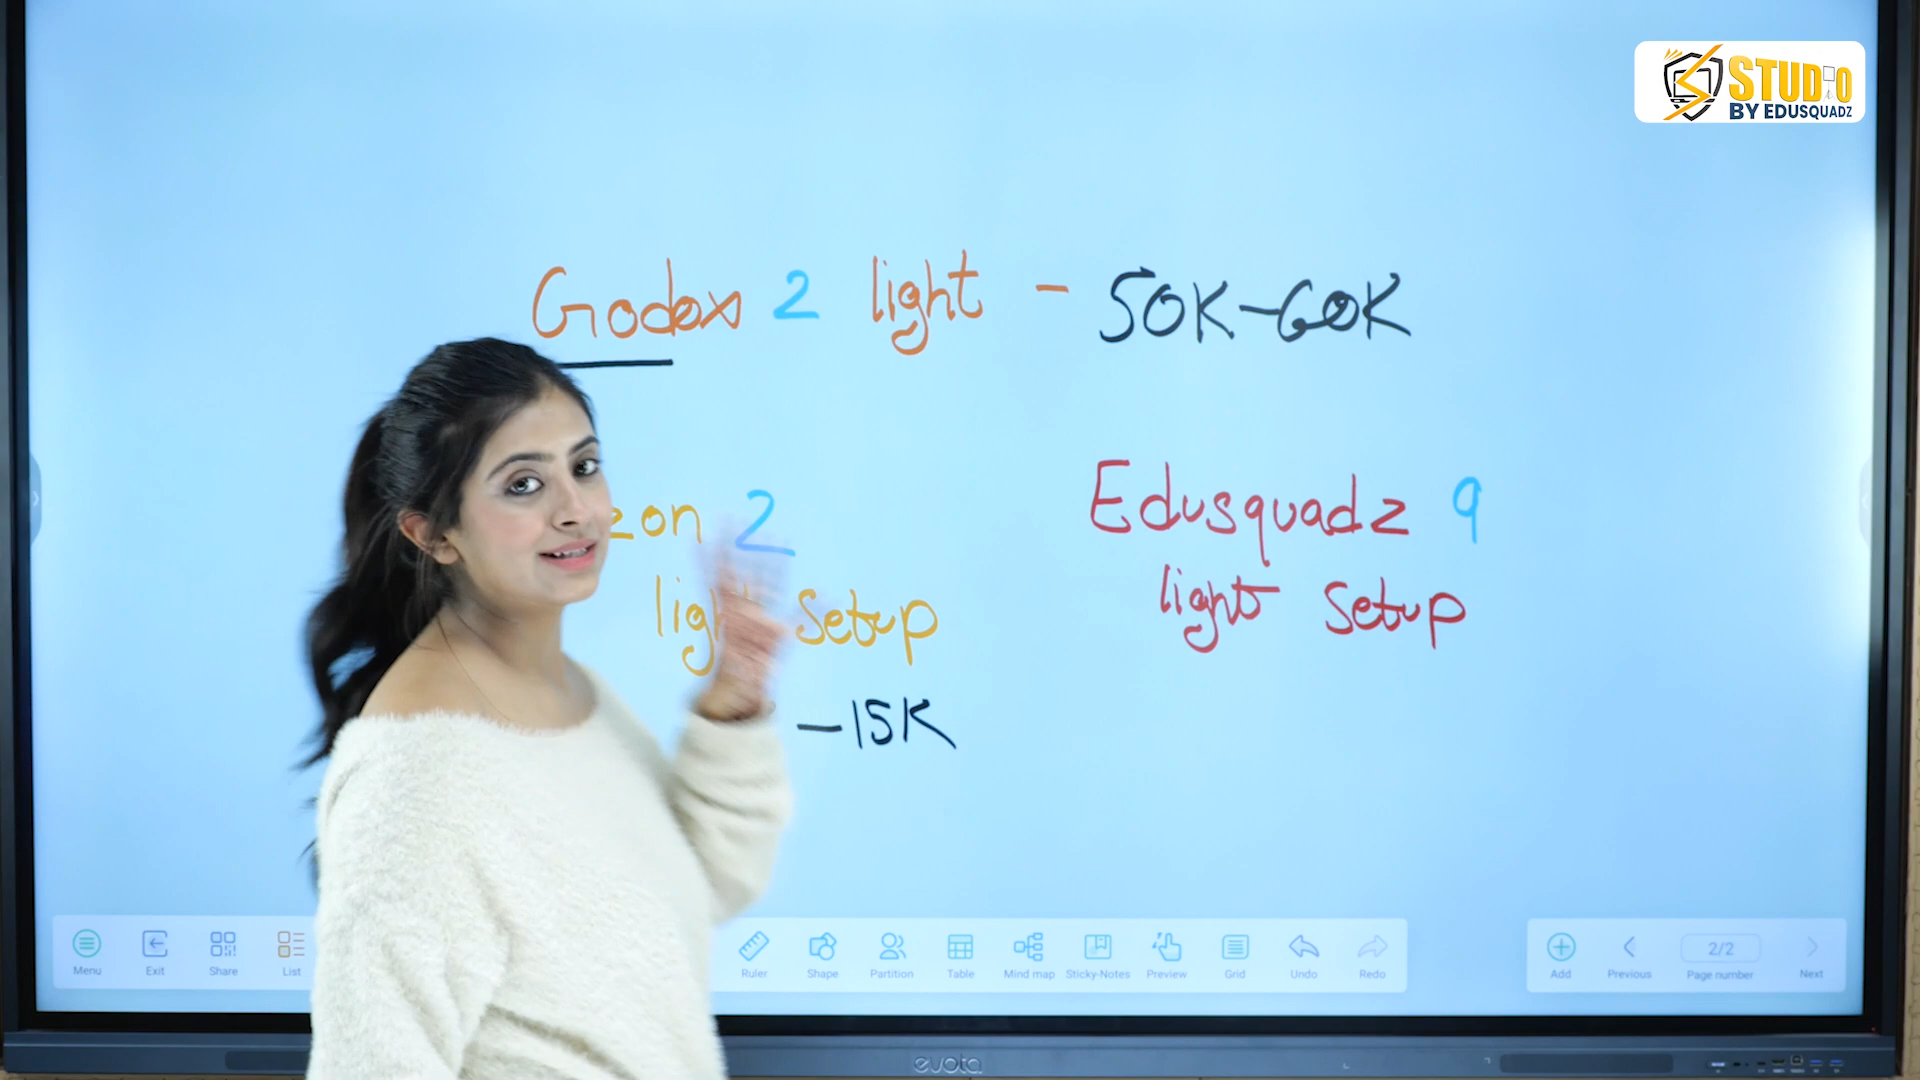 STUDIO
BY EDUSQUADZ
Godox 2 light - 50K-60K
zon 2
light Setup
-15K
Edusquadz 9
light Setup
Menu
Exit
Share
List
Ruler
Shape
Partition
Table
Mind map
Sticky-Notes
Preview
Grid
Undo
Redo
Add
Previous
2/2
Page number
Next
evota